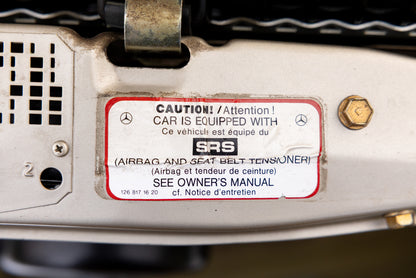 CAUTION! / Attention!
CAR IS EQUIPPED WITH
Ce véhicule est équipé du
SRS
(AIRBAG AND SEAT BELT TENSIONER)
(Airbag et tendeur de ceinture)
SEE OWNER'S MANUAL
126 817 16 20 cf. Notice d'entretien
2